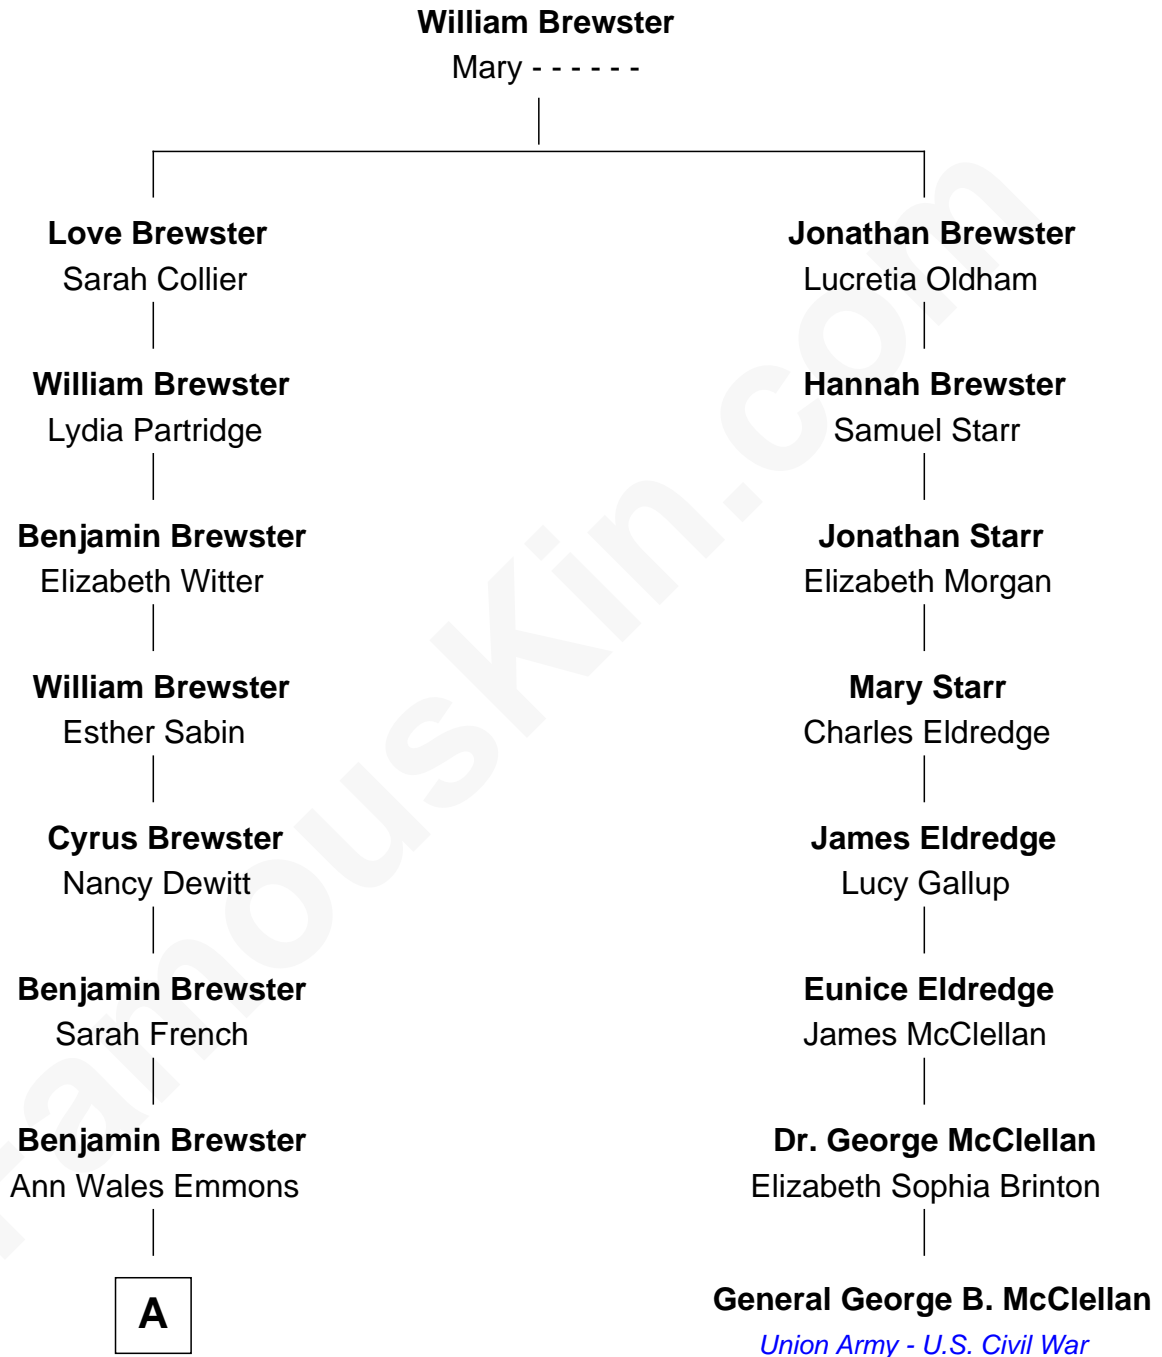 William Brewster
Mary - - - - - -
Love Brewster
Sarah Collier
Jonathan Brewster
Lucretia Oldham
William Brewster
Lydia Partridge
Hannah Brewster
Samuel Starr
Benjamin Brewster
Elizabeth Witter
Jonathan Starr
Elizabeth Morgan
William Brewster
Esther Sabin
Mary Starr
Charles Eldredge
Cyrus Brewster
Nancy Dewitt
James Eldredge
Lucy Gallup
Benjamin Brewster
Sarah French
Eunice Eldredge
James McClellan
Benjamin Brewster
Ann Wales Emmons
Dr. George McClellan
Elizabeth Sophia Brinton
A
General George B. McClellan
Union Army - U.S. Civil War
FamousKin.com